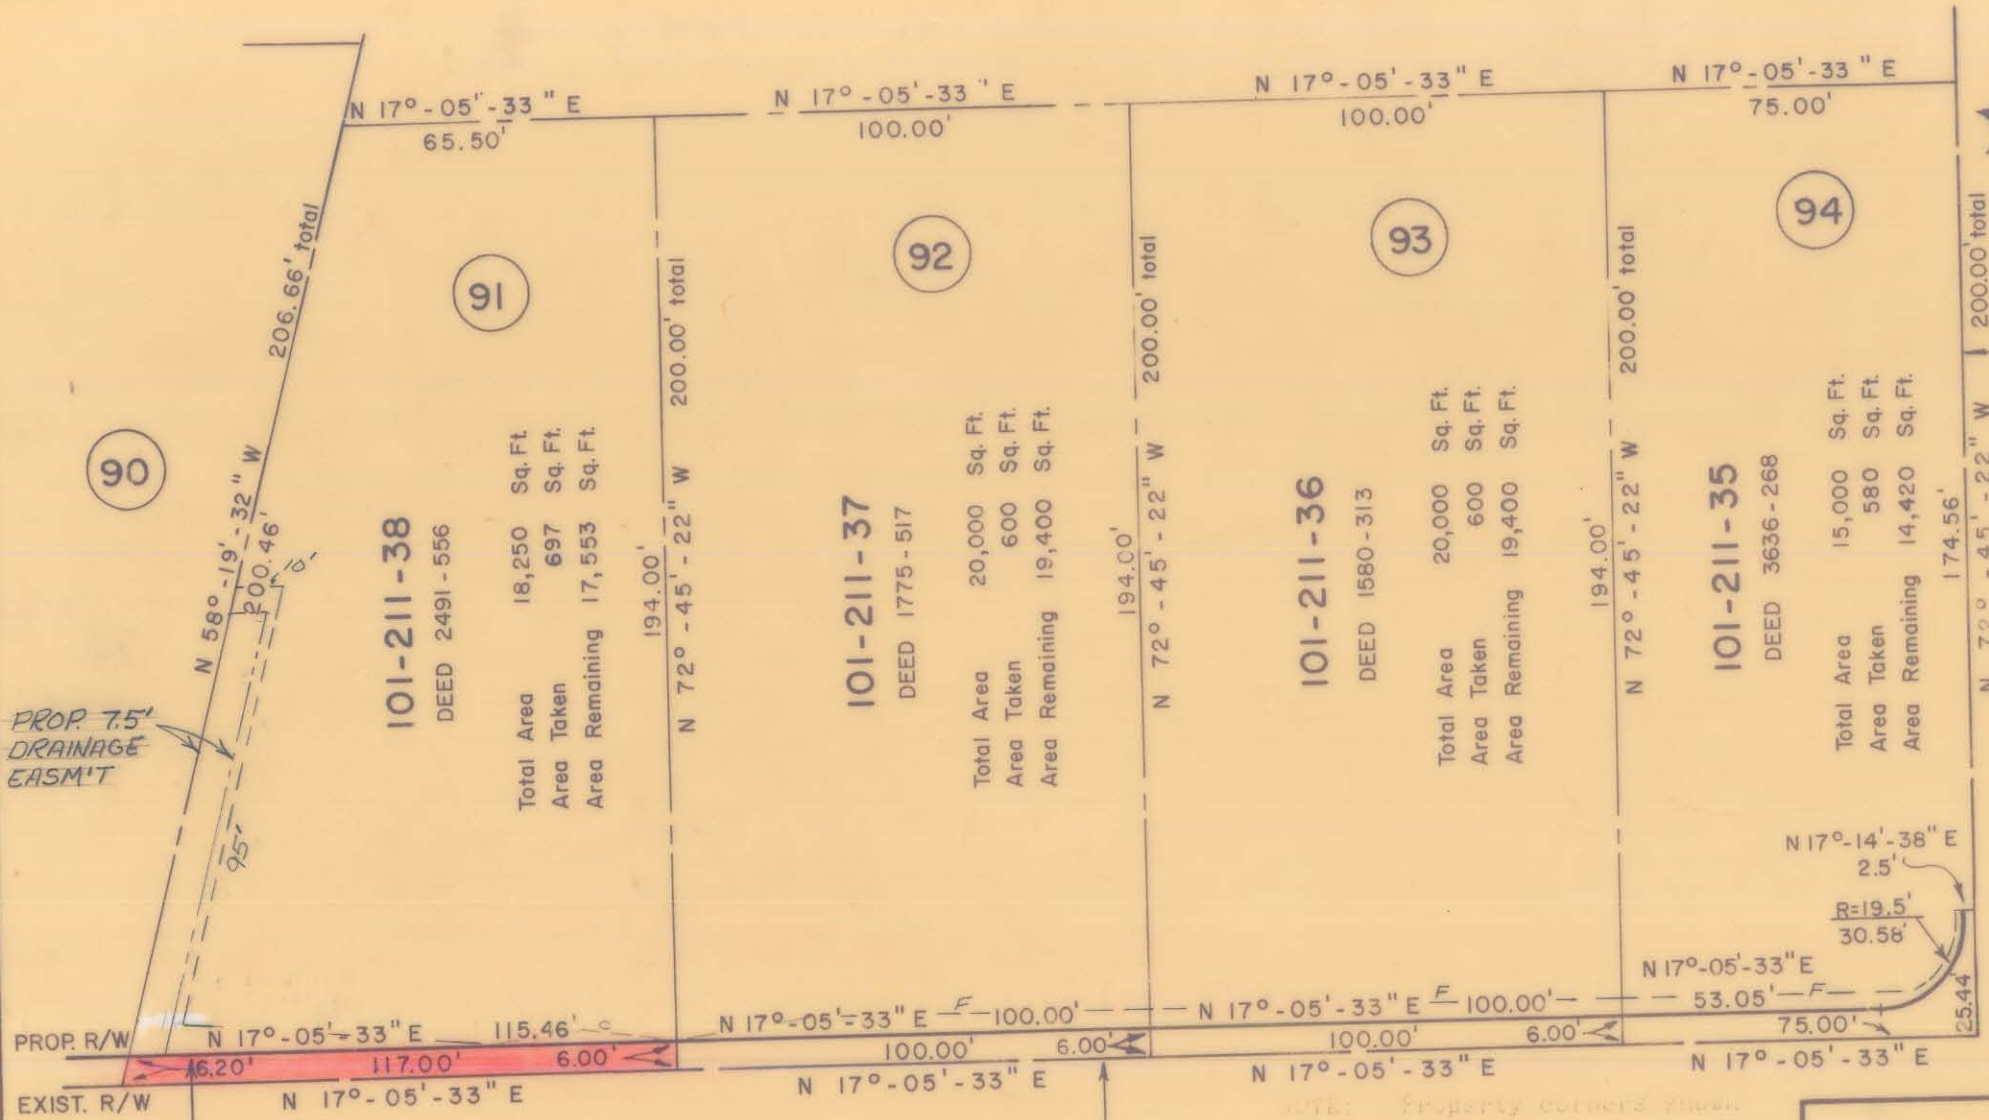 N 17°-05'-33" E
65.50'
N 17°-05'-33" E
100.00'
N 17°-05'-33" E
100.00'
N 17°-05'-33" E
75.00'
90
N 58°-19'-32" W
206.66' total
200.46'
10'
95'
PROP. 7.5'
DRAINAGE
EASM'T
91
101-211-38
DEED 2491-556
Total Area 18,250 Sq. Ft.
Area Taken 697 Sq. Ft.
Area Remaining 17,553 Sq. Ft.
194.00'
N 72°-45'-22" W 200.00' total
92
101-211-37
DEED 1775-517
Total Area 20,000 Sq. Ft.
Area Taken 600 Sq. Ft.
Area Remaining 19,400 Sq. Ft.
194.00'
N 72°-45'-22" W 200.00' total
93
101-211-36
DEED 1580-313
Total Area 20,000 Sq. Ft.
Area Taken 600 Sq. Ft.
Area Remaining 19,400 Sq. Ft.
194.00'
N 72°-45'-22" W 200.00' total
94
101-211-35
DEED 3636-268
Total Area 15,000 Sq. Ft.
Area Taken 580 Sq. Ft.
Area Remaining 14,420 Sq. Ft.
174.56'
N 72°-45'-22" W 200.00' total
N 17°-14'-38" E
2.5'
R=19.5'
30.58'
25.44
PROP. R/W
N 17°-05'-33" E 115.46'
N 17°-05'-33" E F 100.00'
N 17°-05'-33" E F 100.00'
N 17°-05'-33" E
53.05' F
6.20' 117.00' 6.00'
100.00' 6.00'
100.00' 6.00'
75.00'
EXIST. R/W
N 17°-05'-33" E
N 17°-05'-33" E
N 17°-05'-33" E
N 17°-05'-33" E
NOTE: Property corners shown